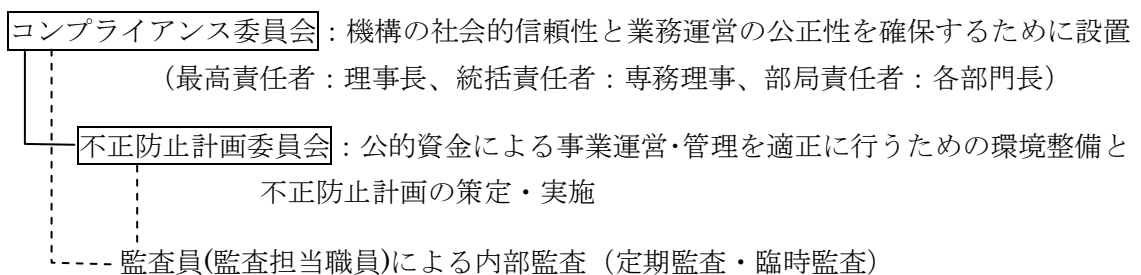 コンプライアンス委員会：機構の社会的信頼性と業務運営の公正性を確保するために設置
（最高責任者：理事長、統括責任者：専務理事、部局責任者：各部門長）
不正防止計画委員会：公的資金による事業運営･管理を適正に行うための環境整備と
不正防止計画の策定・実施
監査員(監査担当職員)による内部監査（定期監査・臨時監査）